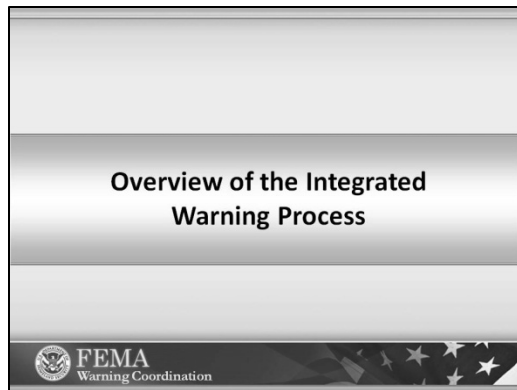 Overview of the Integrated
Warning Process
FEMA
Warning Coordination